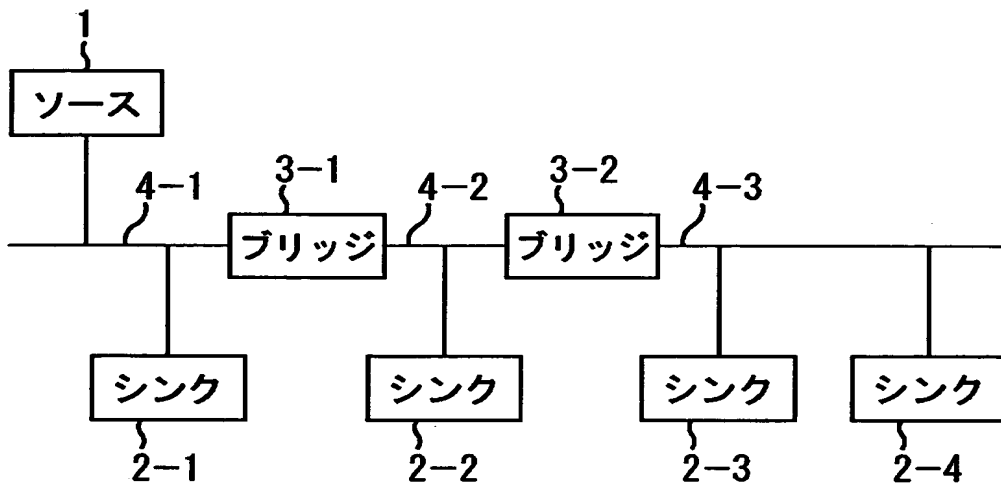 1
ソース
4-1
3-1
4-2
3-2
4-3
ブリッジ
ブリッジ
シンク
シンク
シンク
シンク
2-1
2-2
2-3
2-4